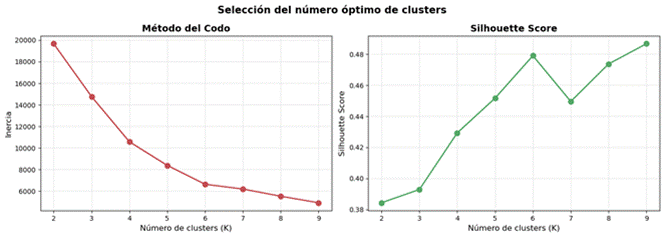 Selección del número óptimo de clusters
Método del Codo
Inercia
20000
18000
16000
14000
12000
10000
8000
6000
2 3 4 5 6 7 8 9
Número de clusters (K)
Silhouette Score
Silhouette Score
0.48
0.46
0.44
0.42
0.40
0.38
2 3 4 5 6 7 8 9
Número de clusters (K)